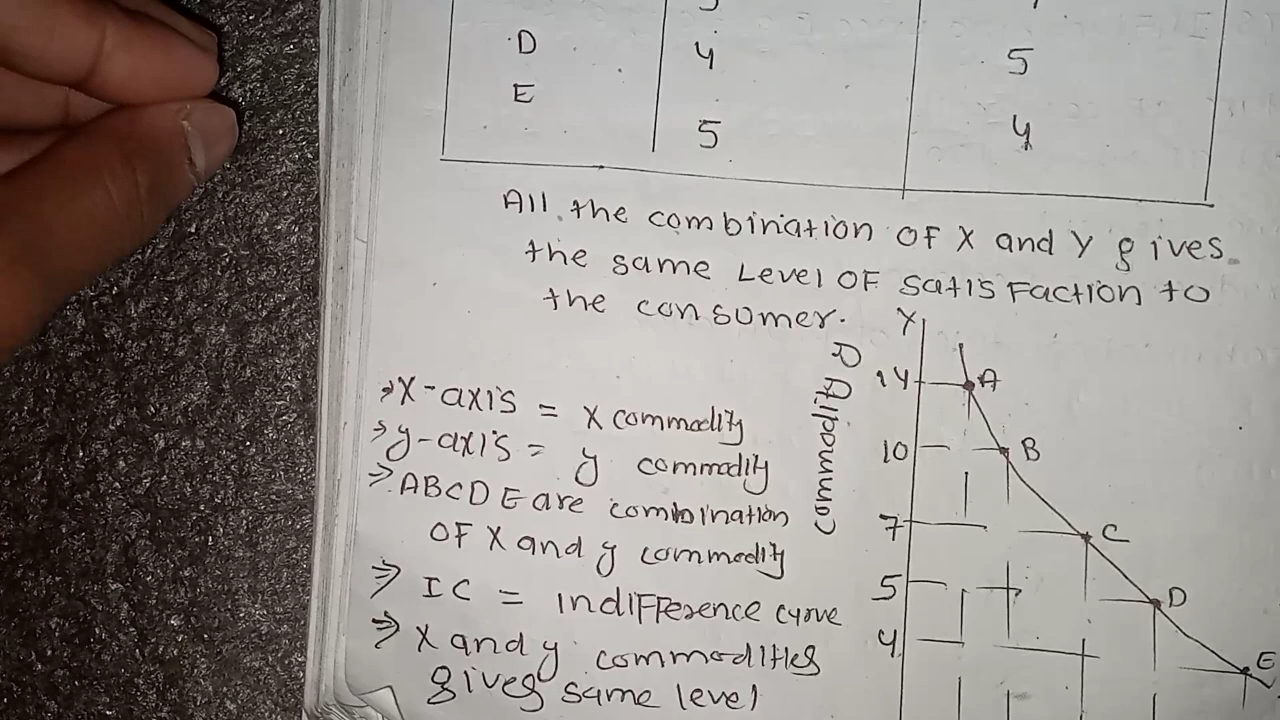 D 4 5
E
5 4
All the combination OF X and Y gives
the same Level OF satisfaction to
the consumer.
Y
14 A
10 B
7 C
5 D
4 E
commodity
→ X-axis = X commodity
→ y-axis = y commodity
⇒ ABCDE are combination
OF X and y commodity
⇒ IC = indifference curve
⇒ X and y commodities
gives same level